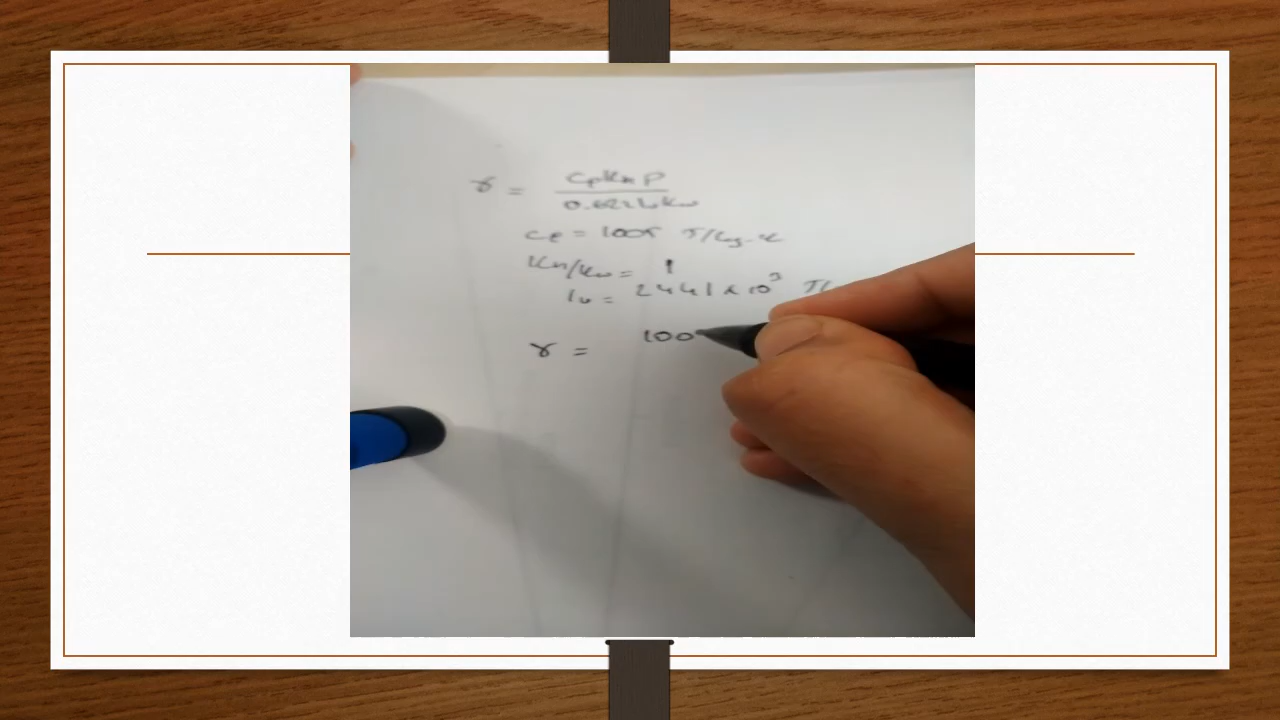 γ = CpKhP
0.622lvKw
Cp = 1005 J/kg-K
Kh/Kw = 1
lv = 2441 x 10³ J/
γ = 100